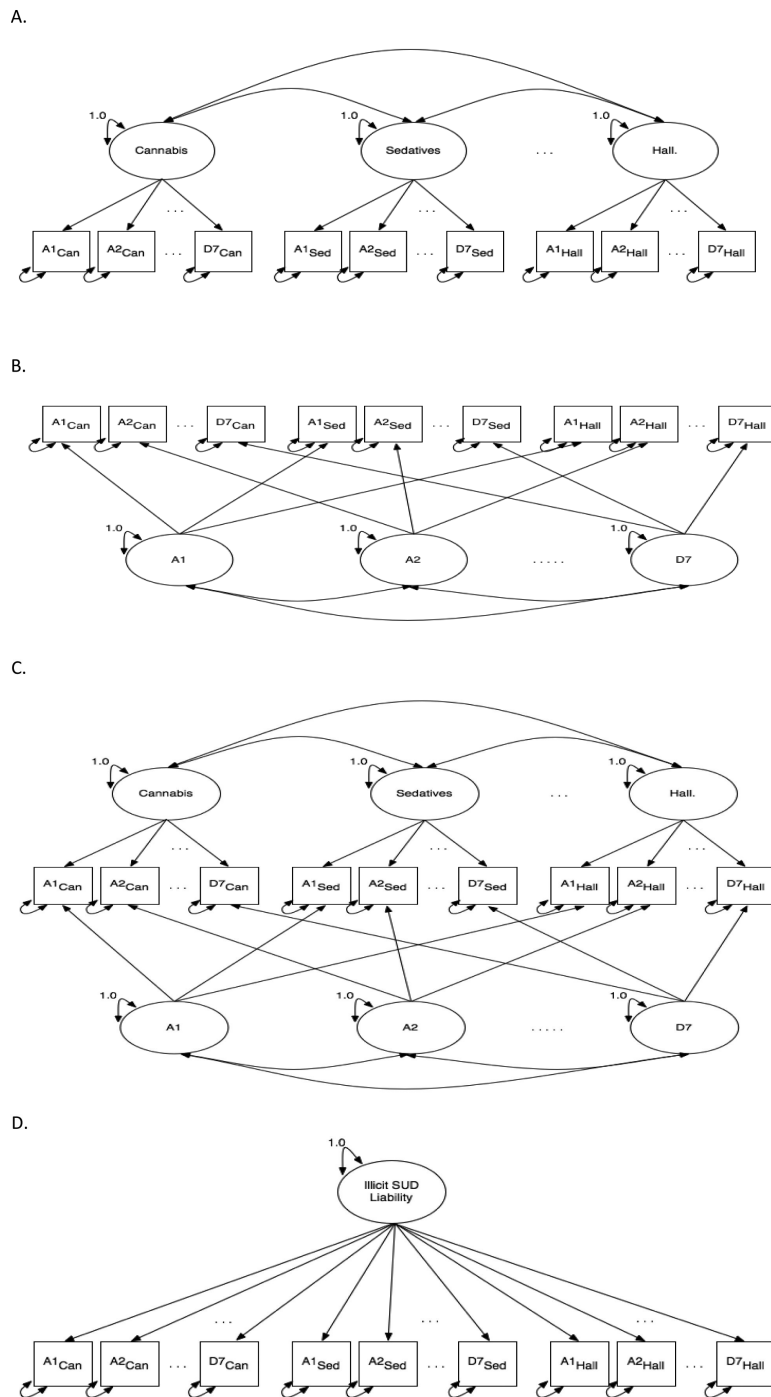 A.
1.0 1.0 1.0
Cannabis Sedatives . . . Hall.
. . . . . . . . .
A1Can A2Can . . . D7Can A1Sed A2Sed . . . D7Sed A1Hall A2Hall . . . D7Hall
B.
A1Can A2Can . . . D7Can A1Sed A2Sed . . . D7Sed A1Hall A2Hall . . . D7Hall
1.0 1.0 1.0
A1 A2 . . . . . D7
C.
1.0 1.0 1.0
Cannabis Sedatives . . . Hall.
. . . . . . . . .
A1Can A2Can . . . D7Can A1Sed A2Sed . . . D7Sed A1Hall A2Hall . . . D7Hall
1.0 1.0 1.0
A1 A2 . . . . . D7
D.
1.0
Illicit SUD
Liability
. . . . . . . . .
A1Can A2Can . . . D7Can A1Sed A2Sed . . . D7Sed A1Hall A2Hall . . . D7Hall